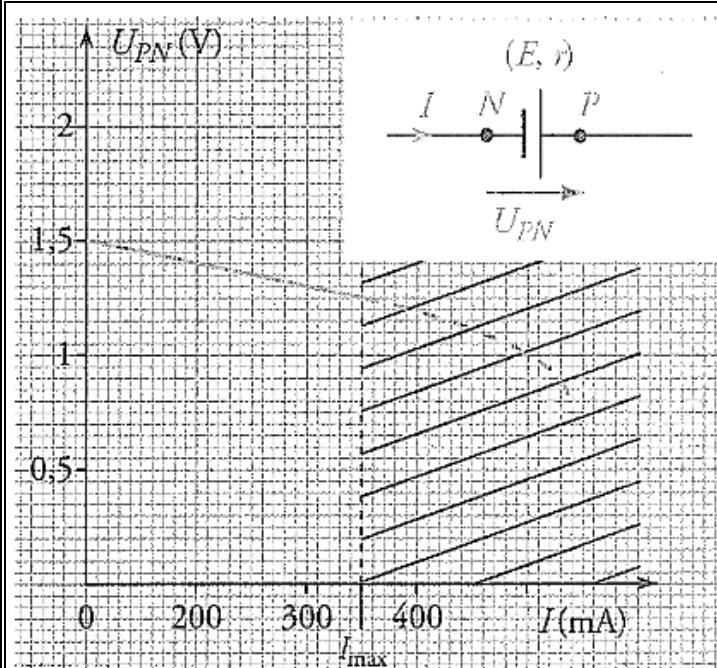 U_PN (V)
(E, r)
I N P
U_PN
2
1,5
1
0,5
0 200 300 400 I (mA)
I_max